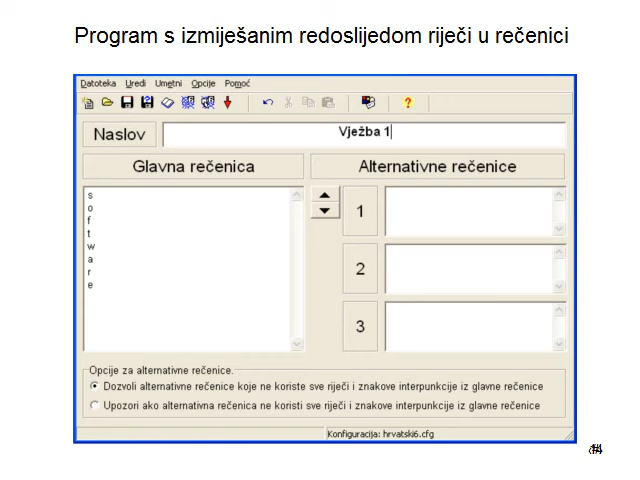 Program s izmiješanim redoslijedom riječi u rečenici
Datoteka Uredi Umetni Opcije Pomoć
Naslov
Vježba 1
Glavna rečenica
Alternativne rečenice
s
o
f
t
w
a
r
e
1
2
3
Opcije za alternativne rečenice.
Dozvoli alternativne rečenice koje ne koriste sve riječi i znakove interpunkcije iz glavne rečenice
Upozori ako alternativna rečenica ne koristi sve riječi i znakove interpunkcije iz glavne rečenice
Konfiguracija: hrvatski6.cfg